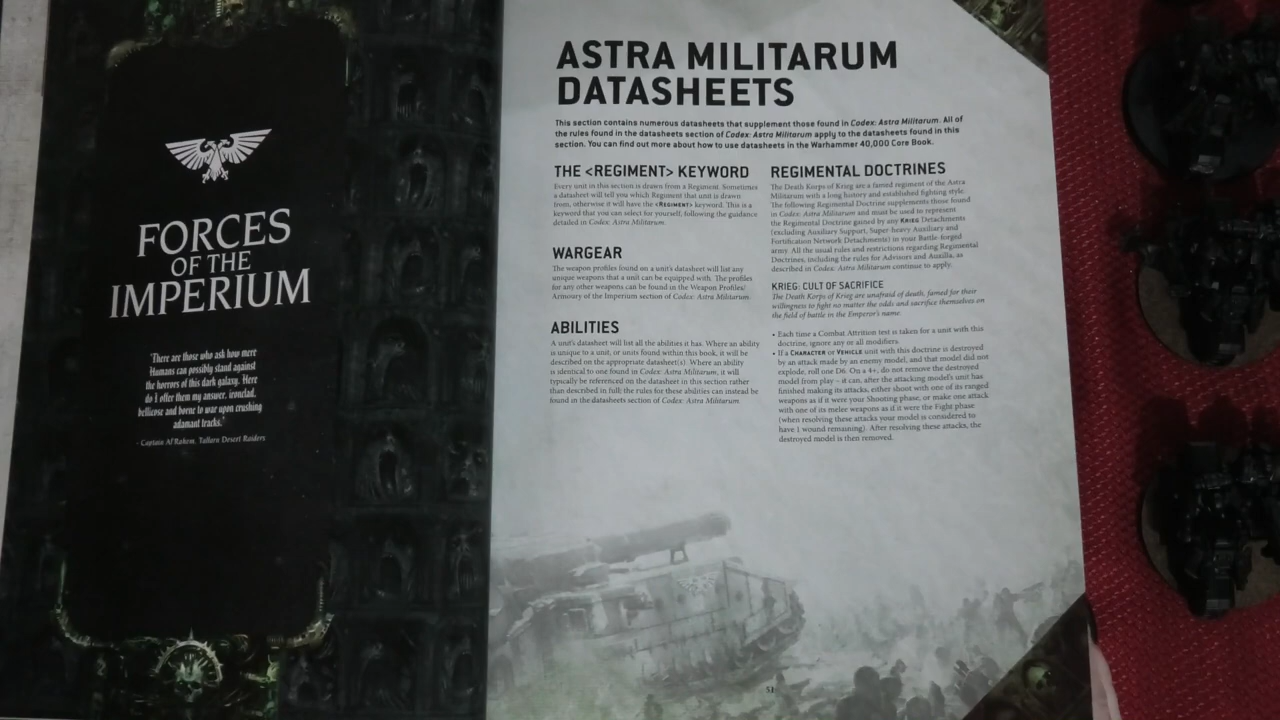 FORCES
OF THE
IMPERIUM
"There are those who ask how mere
Humans can possibly stand against
the horrors of this dark galaxy. Here
do I offer them my answer, ironclad,
bellicose and borne to war upon crushing
adamant tracks."
- Captain Al'Rahem, Tallarn Desert Raiders
ASTRA MILITARUM
DATASHEETS
This section contains numerous datasheets that supplement those found in Codex: Astra Militarum. All of
the rules found in the datasheets section of Codex: Astra Militarum apply to the datasheets found in this
section. You can find out more about how to use datasheets in the Warhammer 40,000 Core Book.
THE <REGIMENT> KEYWORD
Every unit in this section is drawn from a Regiment. Sometimes
a datasheet will tell you which Regiment that unit is drawn
from, otherwise it will have the <REGIMENT> keyword. This is a
keyword that you can select for yourself, following the guidance
detailed in Codex: Astra Militarum.
WARGEAR
The weapon profiles found on a unit's datasheet will list any
unique weapons that a unit can be equipped with. The profiles
for any other weapons can be found in the Weapon Profiles/
Armoury of the Imperium section of Codex: Astra Militarum.
ABILITIES
A unit's datasheet will list all the abilities it has. Where an ability
is unique to a unit, or units found within this book, it will be
described on the appropriate datasheet(s). Where an ability
is identical to one found in Codex: Astra Militarum, it will
typically be referenced on the datasheet in this section rather
than described in full; the rules for these abilities can instead be
found in the datasheets section of Codex: Astra Militarum.
REGIMENTAL DOCTRINES
The Death Korps of Krieg are a famed regiment of the Astra
Militarum with a long history and established fighting style.
The following Regimental Doctrine supplements those found
in Codex: Astra Militarum and must be used to represent
the Regimental Doctrine gained by any KRIEG Detachments
(excluding Auxiliary Support, Super-heavy Auxiliary and
Fortification Network Detachments) in your Battle-forged
army. All the usual rules and restrictions regarding Regimental
Doctrines, including the rules for Advisors and Auxilla, as
described in Codex: Astra Militarum continue to apply.
KRIEG: CULT OF SACRIFICE
The Death Korps of Krieg are unafraid of death, famed for their
willingness to fight no matter the odds and sacrifice themselves on
the field of battle in the Emperor's name.
• Each time a Combat Attrition test is taken for a unit with this
doctrine, ignore any or all modifiers.
• If a CHARACTER or VEHICLE unit with this doctrine is destroyed
by an attack made by an enemy model, and that model did not
explode, roll one D6. On a 4+, do not remove the destroyed
model from play – it can, after the attacking model's unit has
finished making its attacks, either shoot with one of its ranged
weapons as if it were your Shooting phase, or make one attack
with one of its melee weapons as if it were the Fight phase
(when resolving these attacks your model is considered to
have 1 wound remaining). After resolving these attacks, the
destroyed model is then removed.
51